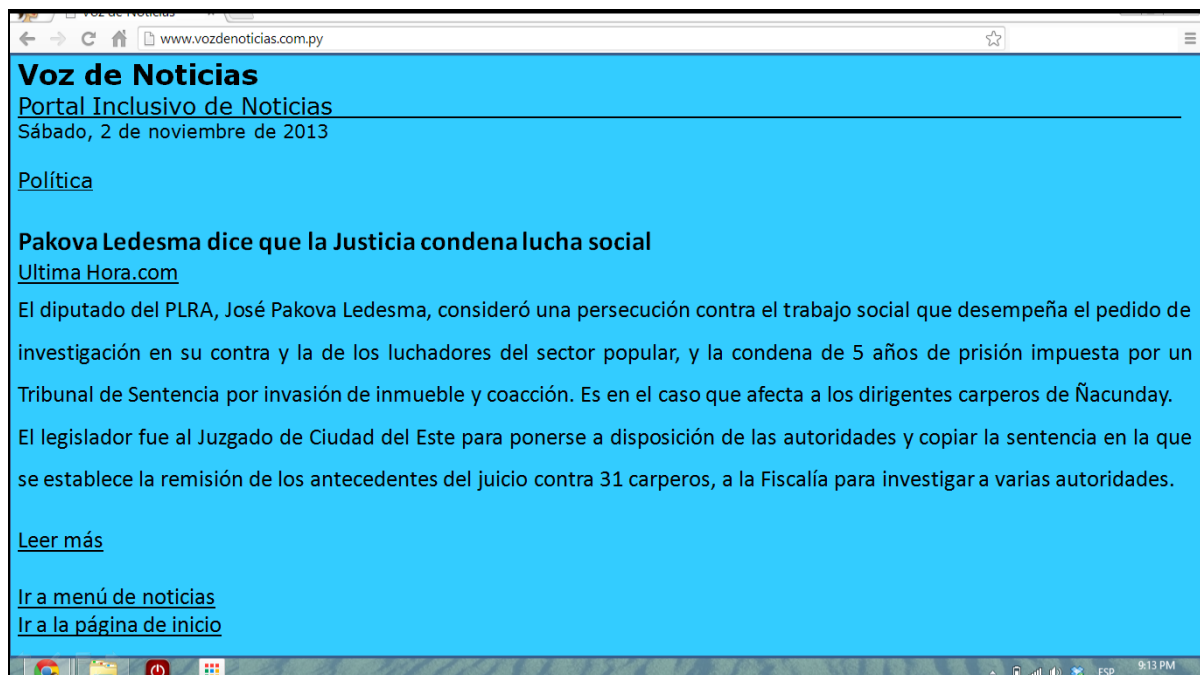 Voz de Noticias
www.vozdenoticias.com.py
Voz de Noticias
Portal Inclusivo de Noticias
Sábado, 2 de noviembre de 2013
Política
Pakova Ledesma dice que la Justicia condena lucha social
Ultima Hora.com
El diputado del PLRA, José Pakova Ledesma, consideró una persecución contra el trabajo social que desempeña el pedido de
investigación en su contra y la de los luchadores del sector popular, y la condena de 5 años de prisión impuesta por un
Tribunal de Sentencia por invasión de inmueble y coacción. Es en el caso que afecta a los dirigentes carperos de Ñacunday.
El legislador fue al Juzgado de Ciudad del Este para ponerse a disposición de las autoridades y copiar la sentencia en la que
se establece la remisión de los antecedentes del juicio contra 31 carperos, a la Fiscalía para investigar a varias autoridades.
Leer más
Ir a menú de noticias
Ir a la página de inicio
ESP
9:13 PM